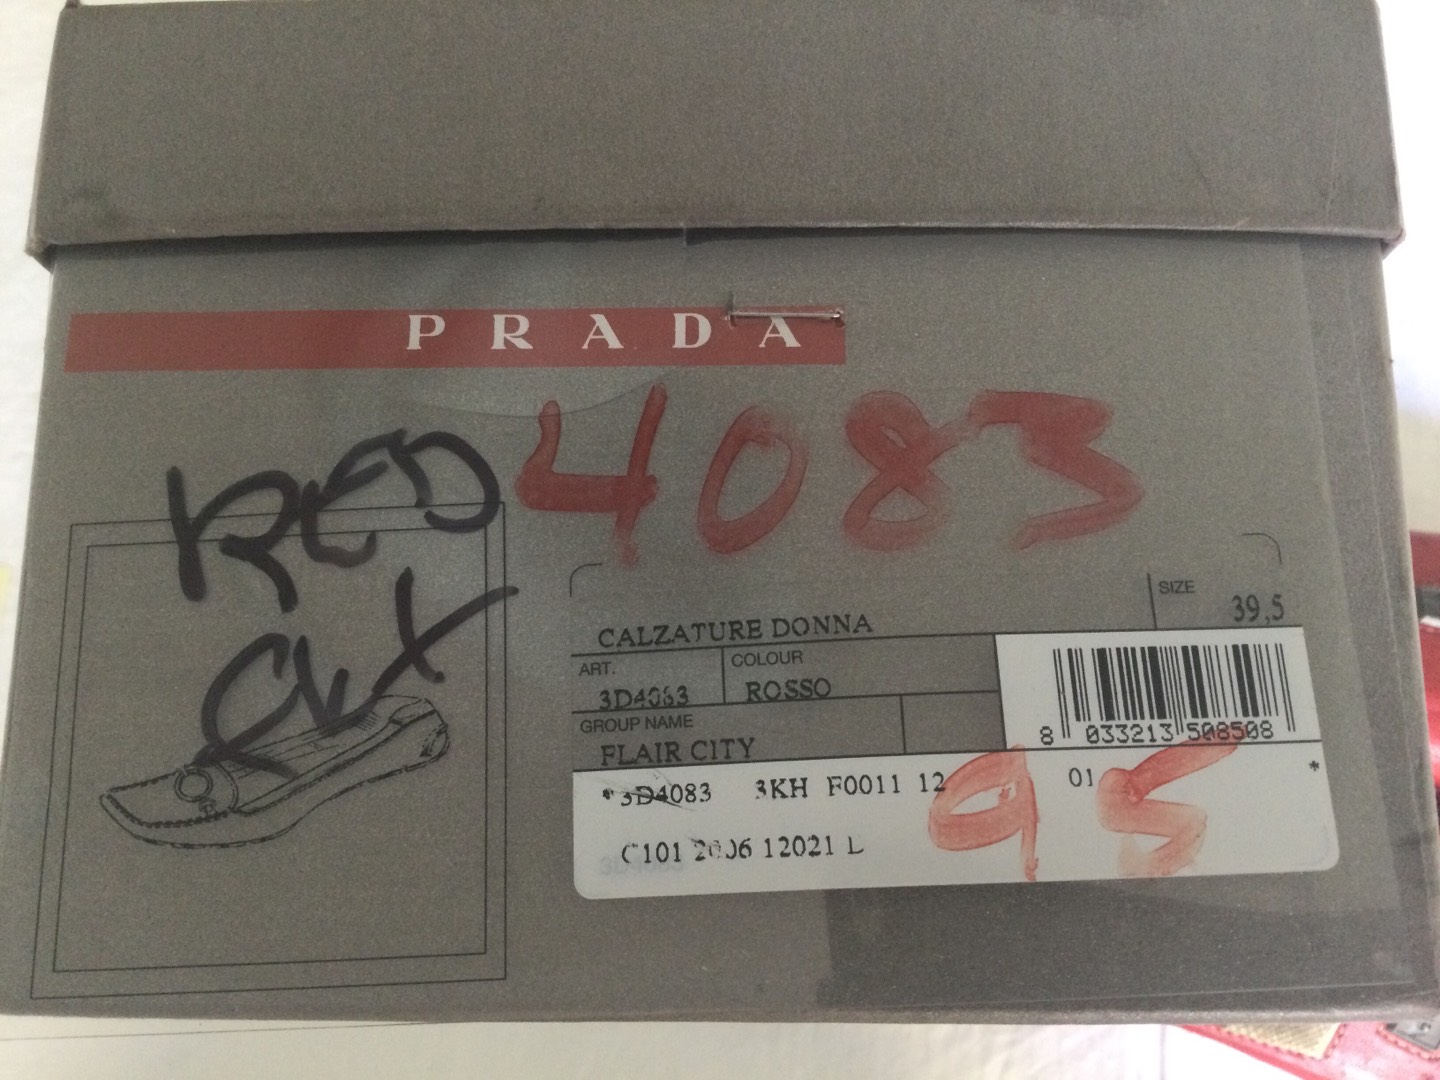 PRADA
4083
RED
SIZE
39,5
CALZATURE DONNA
ART.
COLOUR
3D4083
ROSSO
GROUP NAME
FLAIR CITY
8 033213 508508
*3D4083 3KH F0011 12 01 *
95
C101 2006 12021 L